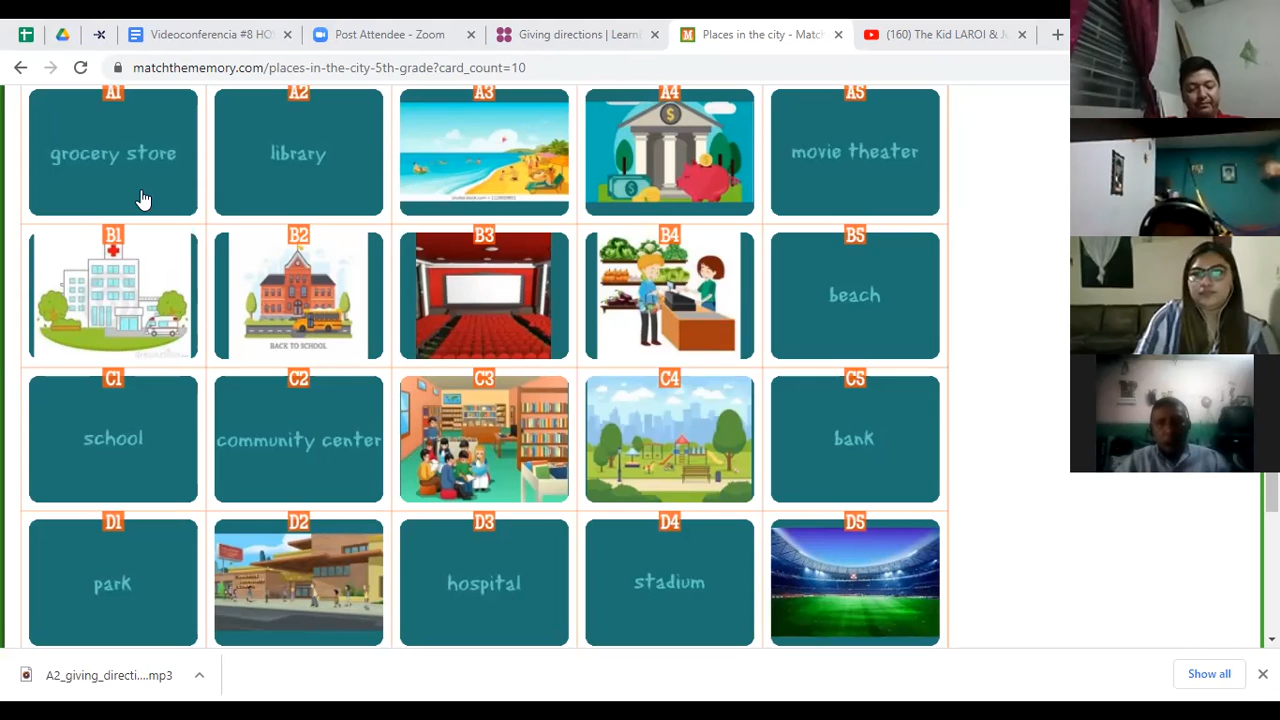 Videoconferencia #8 HO
Post Attendee - Zoom
Giving directions | Learni
Places in the city - Match
(160) The Kid LAROI & Ju
matchthememory.com/places-in-the-city-5th-grade?card_count=10
A1 A2 A3 A4 A5
grocery store
library
movie theater
B1 B2 B3 B4 B5
BACK TO SCHOOL
beach
C1 C2 C3 C4 C5
school
community center
bank
D1 D2 D3 D4 D5
park
hospital
stadium
A2_giving_directi....mp3
Show all